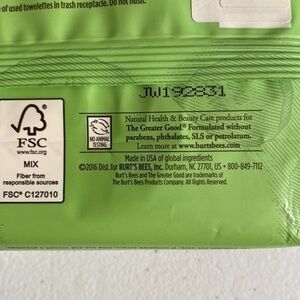 of used towelettes in trash receptacle. Do not flush.
JW192831
Natural Health & Beauty Care products for
The Greater Good.® Formulated without
parabens, phthalates, SLS or petrolatum.
Learn more at www.burtsbees.com
NO ANIMAL
TESTING
FSC
www.fsc.org
MIX
Fiber from
responsible sources
FSC® C127010
Made in USA of global ingredients
©2016 Dist. for BURT'S BEES, Inc. Durham, NC 27701, US • 800-849-7112
Burt's Bees and The Greater Good are trademarks of
The Burt's Bees Products Company. All Rights Reserved.